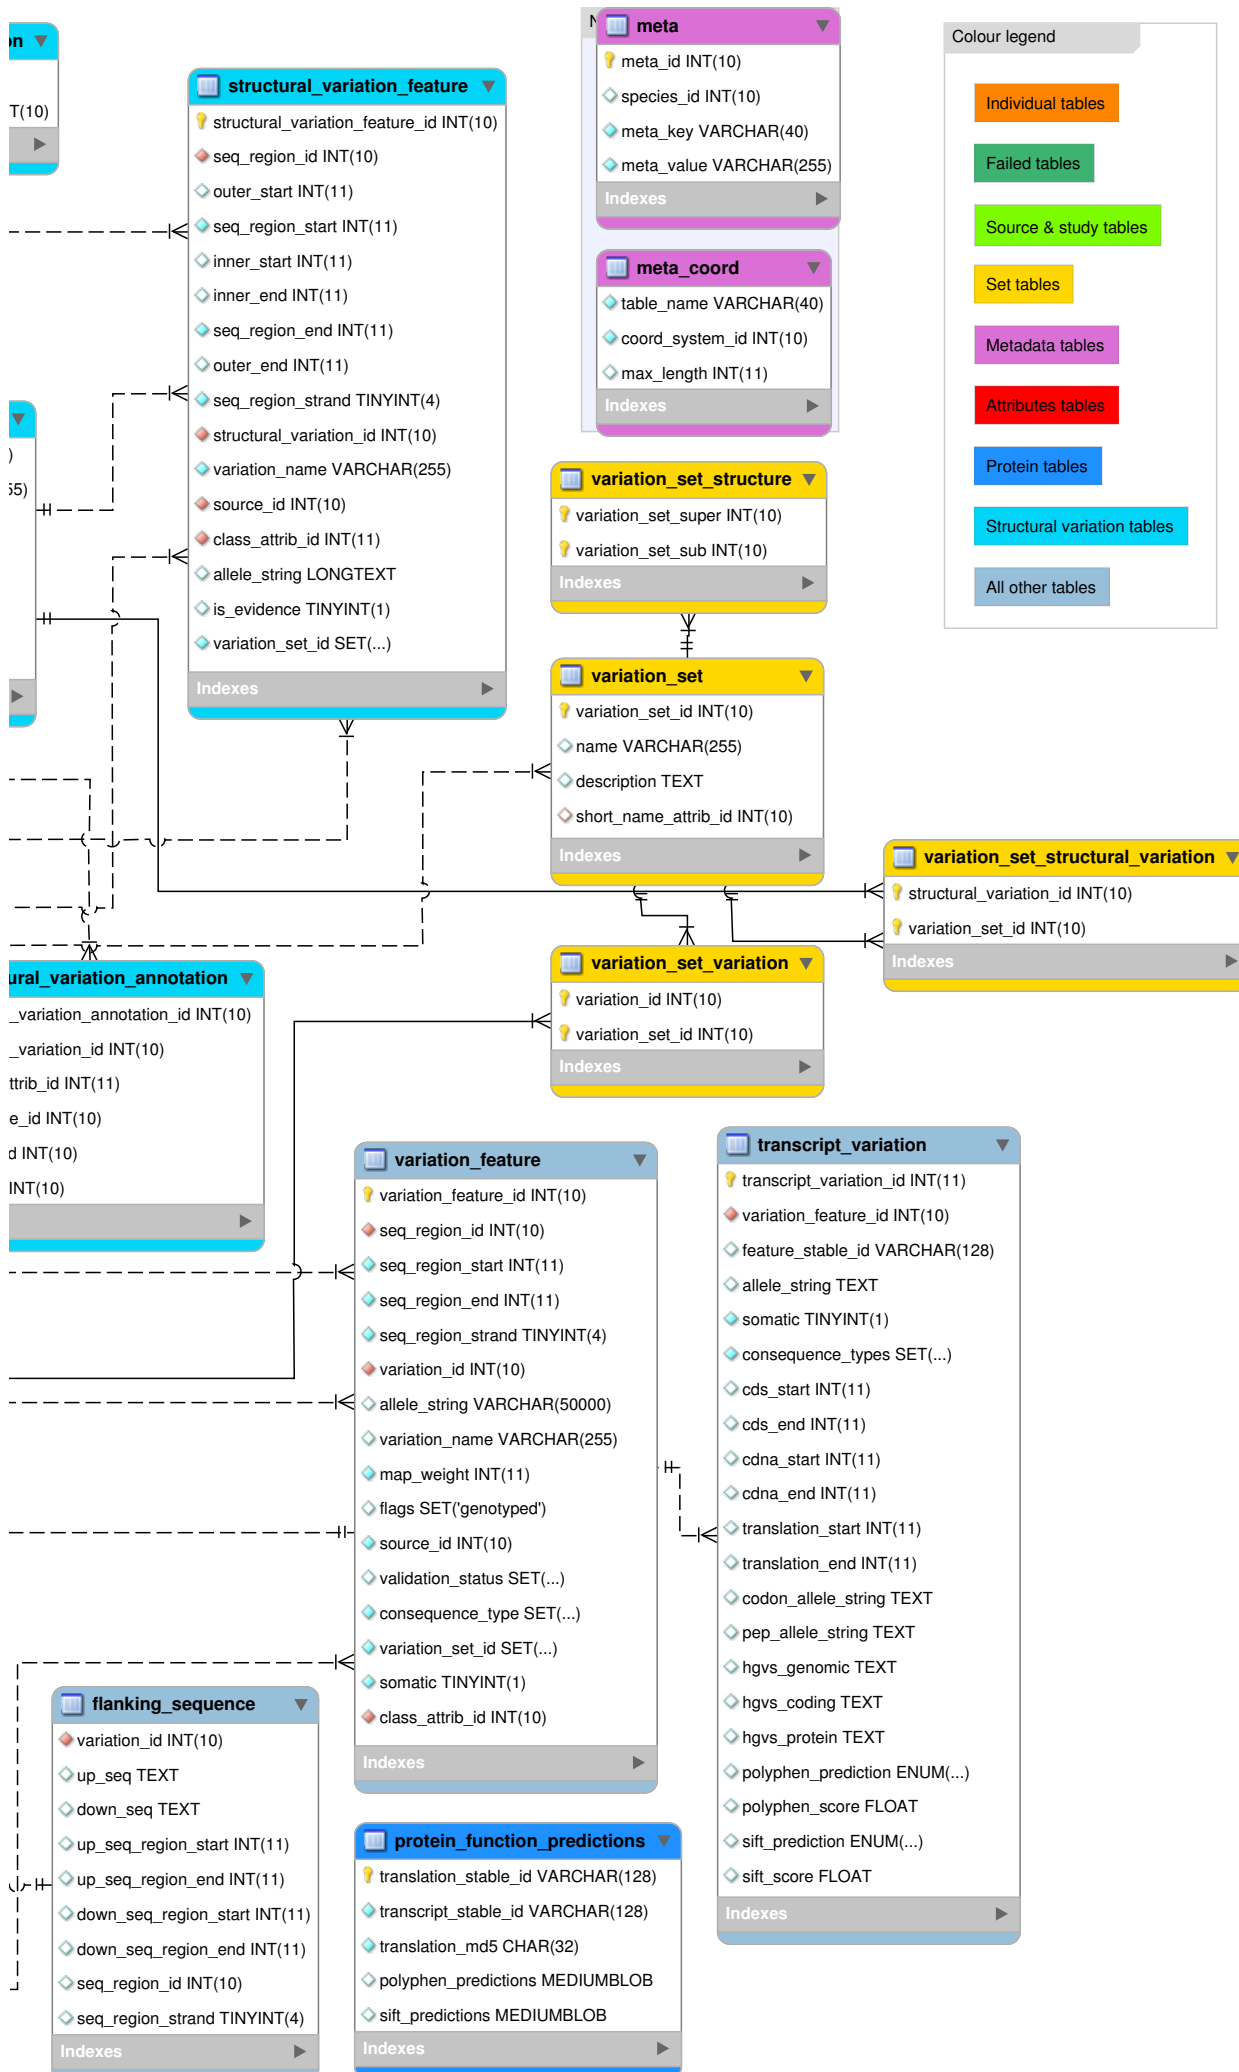 on
T(10)
structural_variation_feature
structural_variation_feature_id INT(10)
seq_region_id INT(10)
outer_start INT(11)
seq_region_start INT(11)
inner_start INT(11)
inner_end INT(11)
seq_region_end INT(11)
outer_end INT(11)
seq_region_strand TINYINT(4)
structural_variation_id INT(10)
variation_name VARCHAR(255)
source_id INT(10)
class_attrib_id INT(11)
allele_string LONGTEXT
is_evidence TINYINT(1)
variation_set_id SET(...)
Indexes
)
55)
N
meta
meta_id INT(10)
species_id INT(10)
meta_key VARCHAR(40)
meta_value VARCHAR(255)
Indexes
meta_coord
table_name VARCHAR(40)
coord_system_id INT(10)
max_length INT(11)
Indexes
Colour legend
Individual tables
Failed tables
Source & study tables
Set tables
Metadata tables
Attributes tables
Protein tables
Structural variation tables
All other tables
variation_set_structure
variation_set_super INT(10)
variation_set_sub INT(10)
Indexes
variation_set
variation_set_id INT(10)
name VARCHAR(255)
description TEXT
short_name_attrib_id INT(10)
Indexes
variation_set_structural_variation
structural_variation_id INT(10)
variation_set_id INT(10)
Indexes
variation_set_variation
variation_id INT(10)
variation_set_id INT(10)
Indexes
ural_variation_annotation
_variation_annotation_id INT(10)
_variation_id INT(10)
ttrib_id INT(11)
e_id INT(10)
d INT(10)
INT(10)
variation_feature
variation_feature_id INT(10)
seq_region_id INT(10)
seq_region_start INT(11)
seq_region_end INT(11)
seq_region_strand TINYINT(4)
variation_id INT(10)
allele_string VARCHAR(50000)
variation_name VARCHAR(255)
map_weight INT(11)
flags SET('genotyped')
source_id INT(10)
validation_status SET(...)
consequence_type SET(...)
variation_set_id SET(...)
somatic TINYINT(1)
class_attrib_id INT(10)
Indexes
transcript_variation
transcript_variation_id INT(11)
variation_feature_id INT(10)
feature_stable_id VARCHAR(128)
allele_string TEXT
somatic TINYINT(1)
consequence_types SET(...)
cds_start INT(11)
cds_end INT(11)
cdna_start INT(11)
cdna_end INT(11)
translation_start INT(11)
translation_end INT(11)
codon_allele_string TEXT
pep_allele_string TEXT
hgvs_genomic TEXT
hgvs_coding TEXT
hgvs_protein TEXT
polyphen_prediction ENUM(...)
polyphen_score FLOAT
sift_prediction ENUM(...)
sift_score FLOAT
Indexes
flanking_sequence
variation_id INT(10)
up_seq TEXT
down_seq TEXT
up_seq_region_start INT(11)
up_seq_region_end INT(11)
down_seq_region_start INT(11)
down_seq_region_end INT(11)
seq_region_id INT(10)
seq_region_strand TINYINT(4)
Indexes
protein_function_predictions
translation_stable_id VARCHAR(128)
transcript_stable_id VARCHAR(128)
translation_md5 CHAR(32)
polyphen_predictions MEDIUMBLOB
sift_predictions MEDIUMBLOB
Indexes